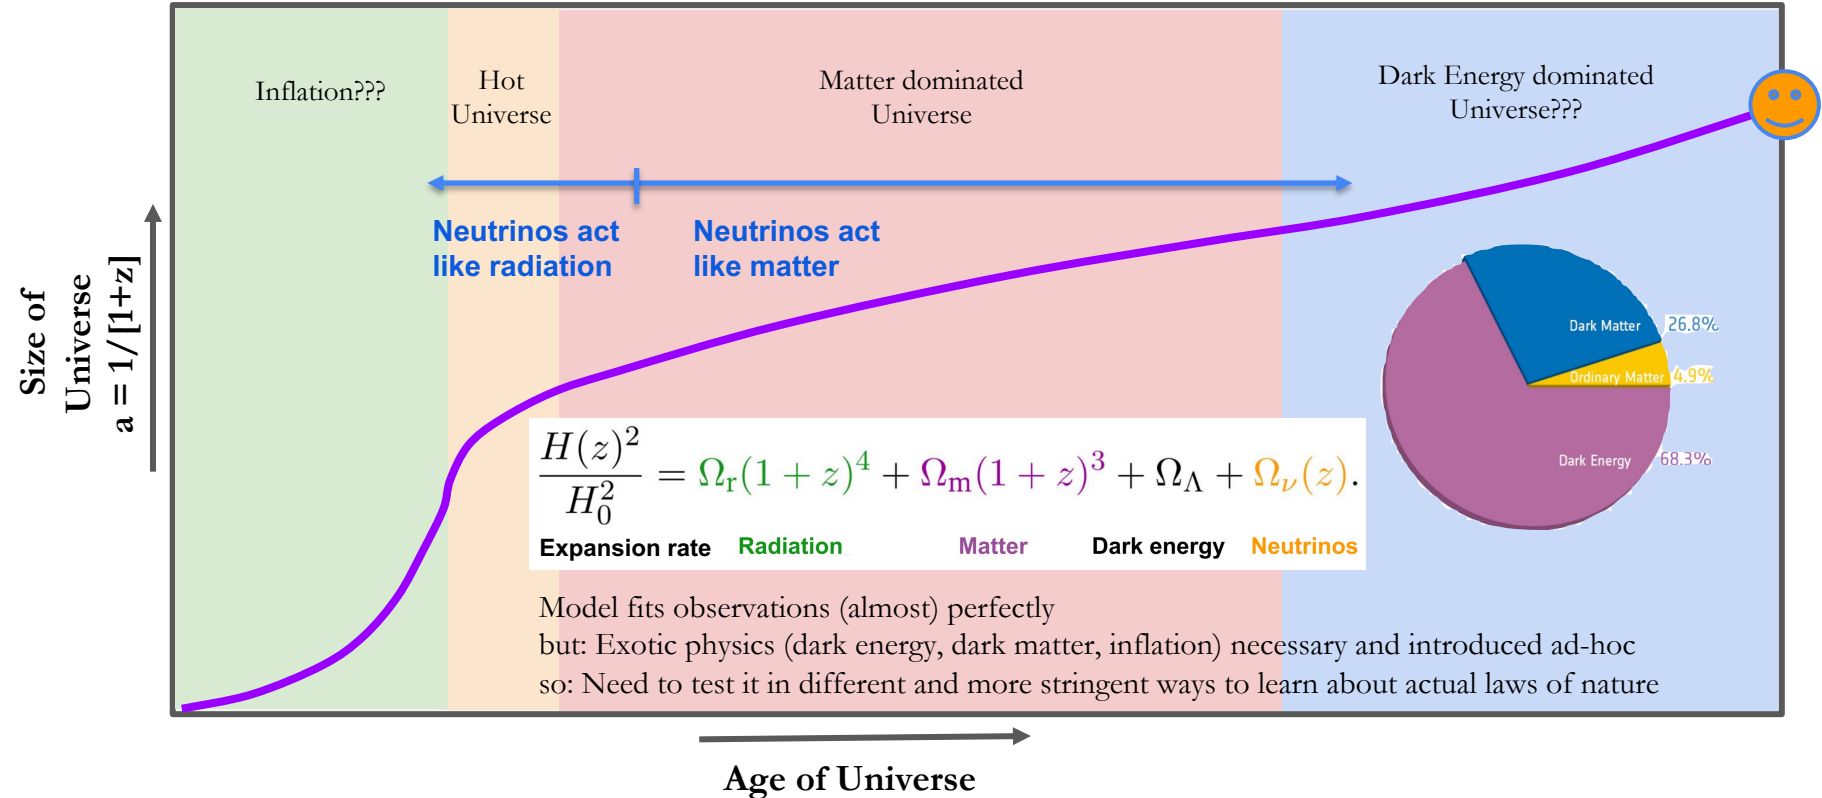 Inflation???
Hot
Universe
Matter dominated
Universe
Dark Energy dominated
Universe???
Neutrinos act
like radiation
Neutrinos act
like matter
Size of
Universe
a = 1/[1+z]
Dark Matter
26.8%
Ordinary Matter
4.9%
Dark Energy
68.3%
H(z)²/H₀² = Ωᵣ(1 + z)⁴ + Ωₘ(1 + z)³ + Ω_Λ + Ω_ν(z).
Expansion rate Radiation Matter Dark energy Neutrinos
Model fits observations (almost) perfectly
but: Exotic physics (dark energy, dark matter, inflation) necessary and introduced ad-hoc
so: Need to test it in different and more stringent ways to learn about actual laws of nature
Age of Universe